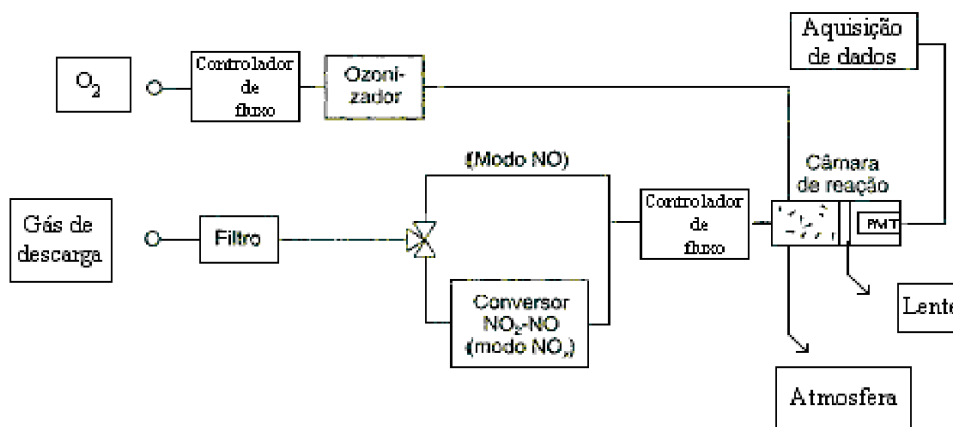 Aquisição
de dados
O₂
Controlador
de
fluxo
Ozoni-
zador
(Modo NO)
Câmara
de reação
Gás de
descarga
Filtro
Controlador
de
fluxo
PMT
Conversor
NO₂-NO
(modo NOₓ)
Lente
Atmosfera